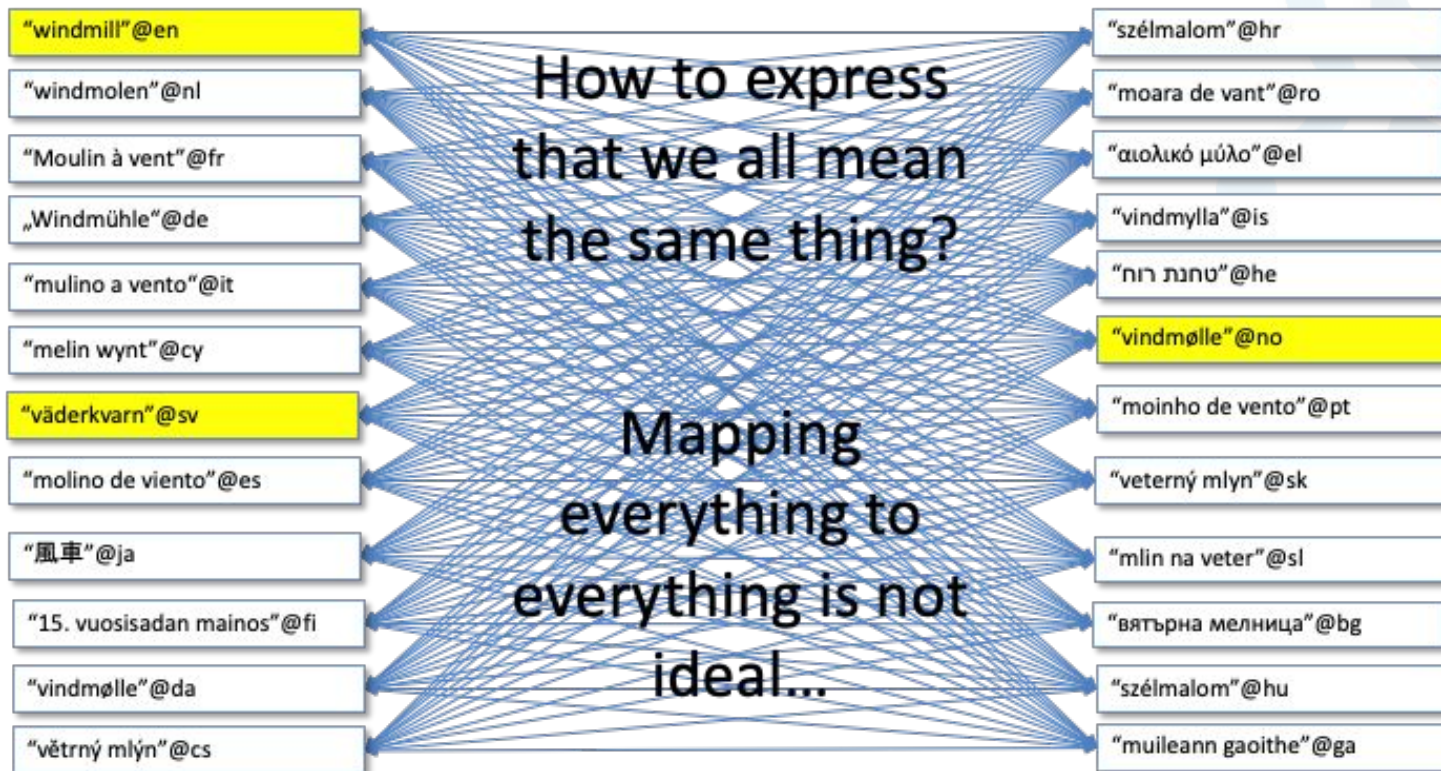 “windmill”@en
“windmolen”@nl
“Moulin à vent”@fr
„Windmühle“@de
“mulino a vento“@it
“melin wynt”@cy
“väderkvarn”@sv
“molino de viento”@es
“風車”@ja
“15. vuosisadan mainos”@fi
“vindmølle”@da
“větrný mlýn”@cs
How to express
that we all mean
the same thing?
Mapping
everything to
everything is not
ideal…
“szélmalom”@hr
“moara de vant”@ro
“αιολικό μύλο”@el
“vindmylla”@is
“טחנת רוח”@he
“vindmølle”@no
“moinho de vento”@pt
“veterný mlyn”@sk
“mlin na veter”@sl
“вятърна мелница”@bg
“szélmalom”@hu
“muileann gaoithe”@ga